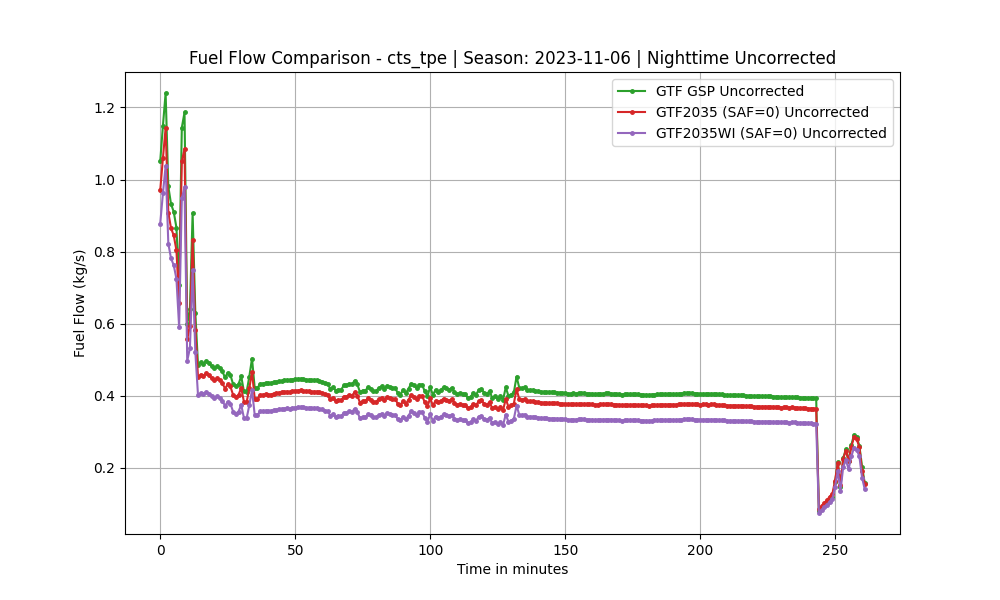 Fuel Flow Comparison - cts_tpe | Season: 2023-11-06 | Nighttime Uncorrected
GTF GSP Uncorrected
GTF2035 (SAF=0) Uncorrected
GTF2035WI (SAF=0) Uncorrected
Fuel Flow (kg/s)
1.2
1.0
0.8
0.6
0.4
0.2
0
50
100
150
200
250
Time in minutes